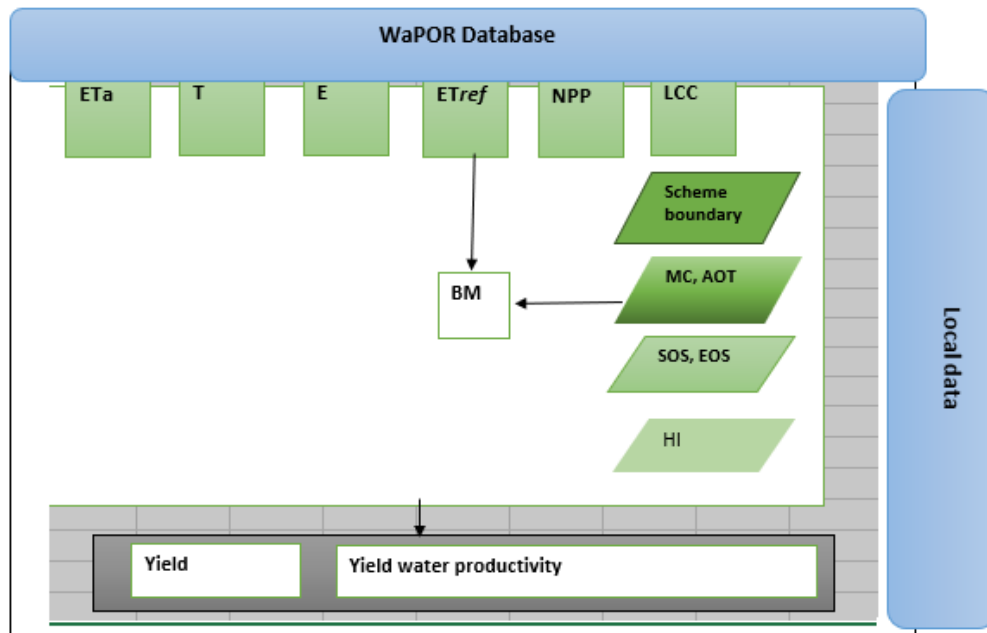 WaPOR Database
ETa
T
E
ETref
NPP
LCC
Scheme
boundary
BM
MC, AOT
SOS, EOS
HI
Local data
Yield
Yield water productivity